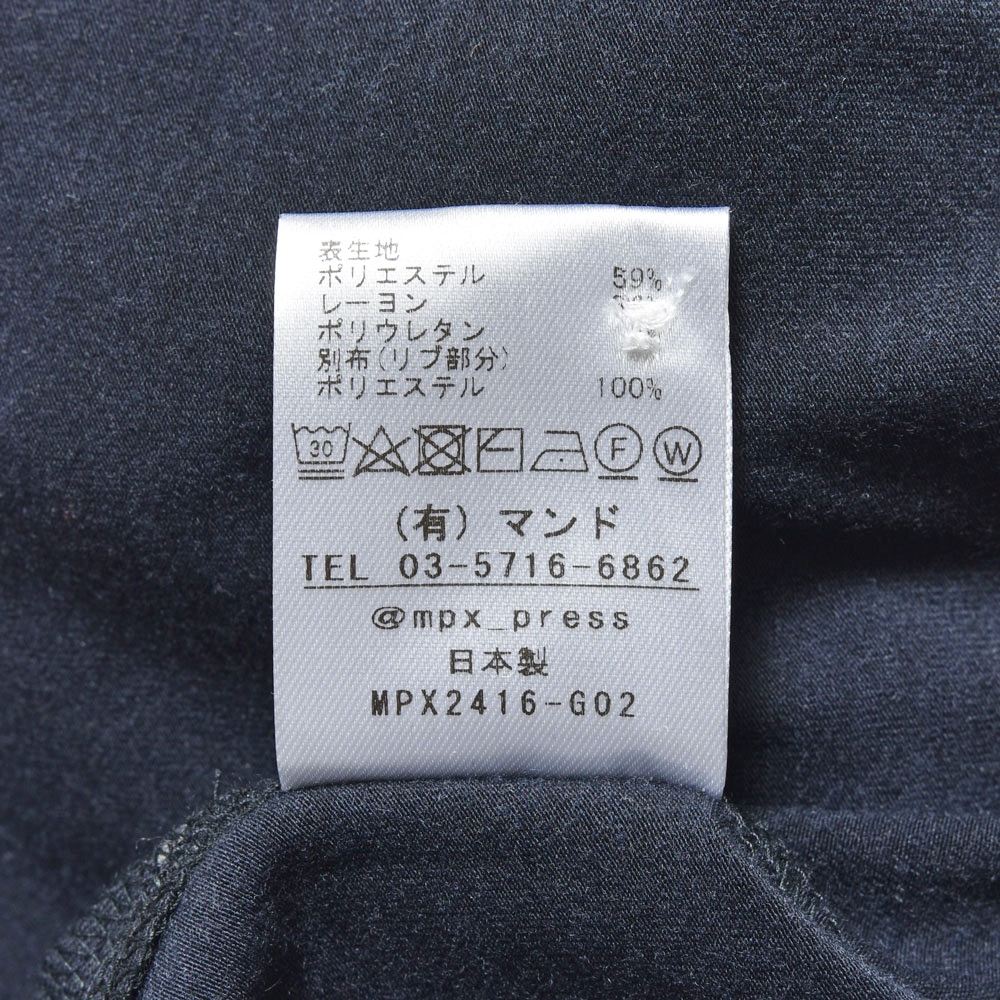 表生地
ポリエステル 59%
レーヨン
ポリウレタン
別布(リブ部分)
ポリエステル 100%
30 F W
(有) マンド
TEL 03-5716-6862
@mpx_press
日本製
MPX2416-G02